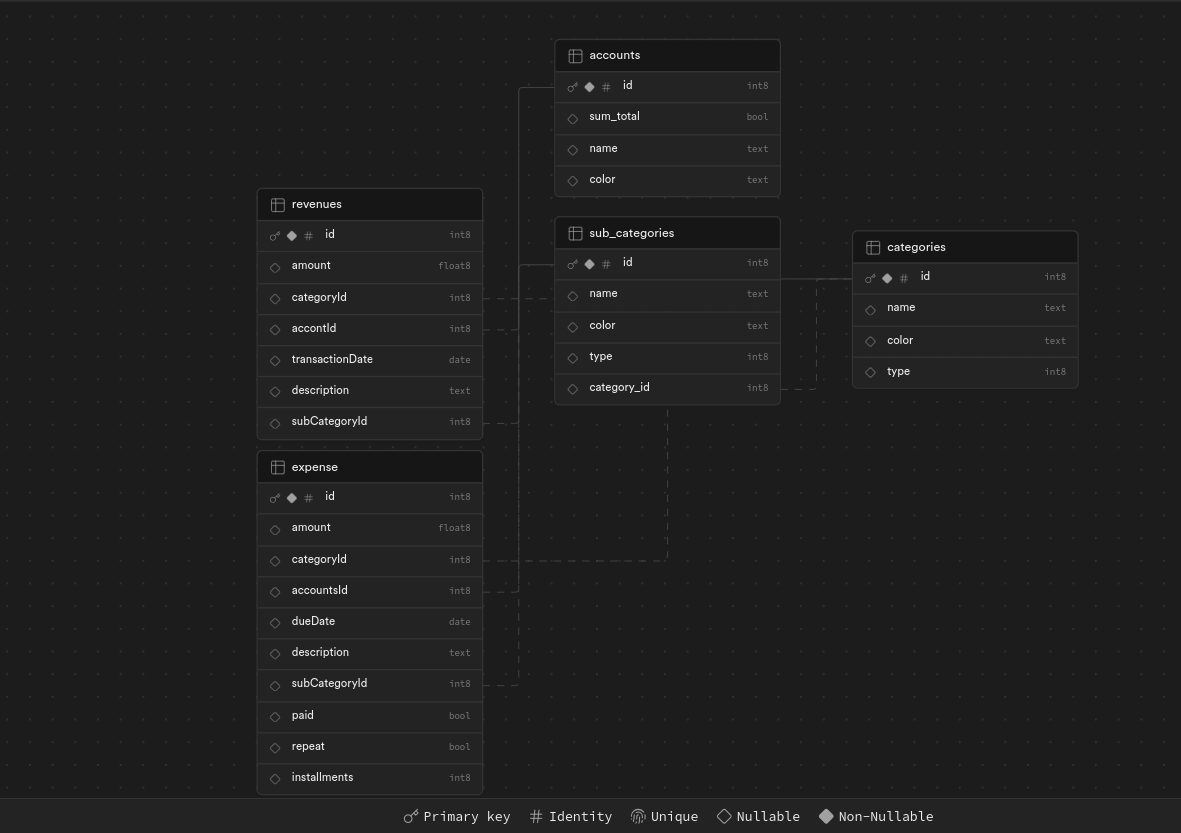 accounts
id int8
sum_total bool
name text
color text
revenues
id int8
amount float8
categoryId int8
accontId int8
transactionDate date
description text
subCategoryId int8
sub_categories
id int8
name text
color text
type int8
category_id int8
categories
id int8
name text
color text
type int8
expense
id int8
amount float8
categoryId int8
accountsId int8
dueDate date
description text
subCategoryId int8
paid bool
repeat bool
installments int8
Primary key # Identity Unique Nullable Non-Nullable